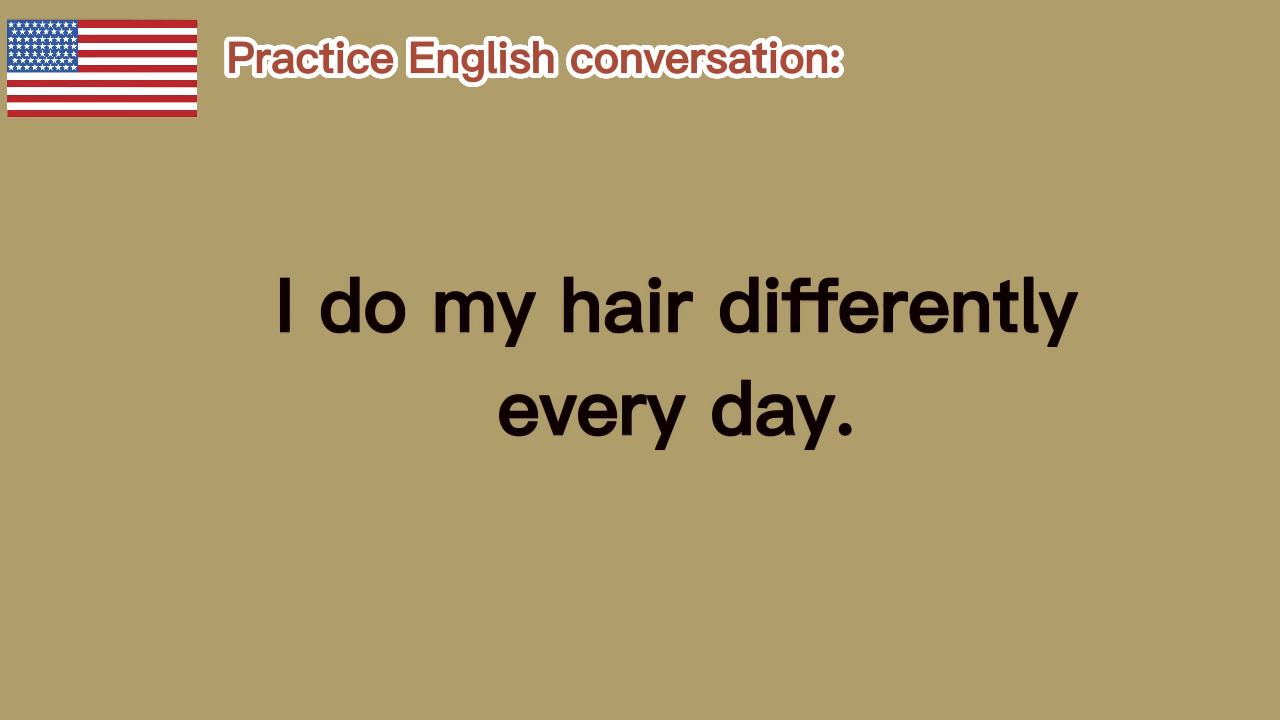 Practice English conversation:
I do my hair differently
every day.